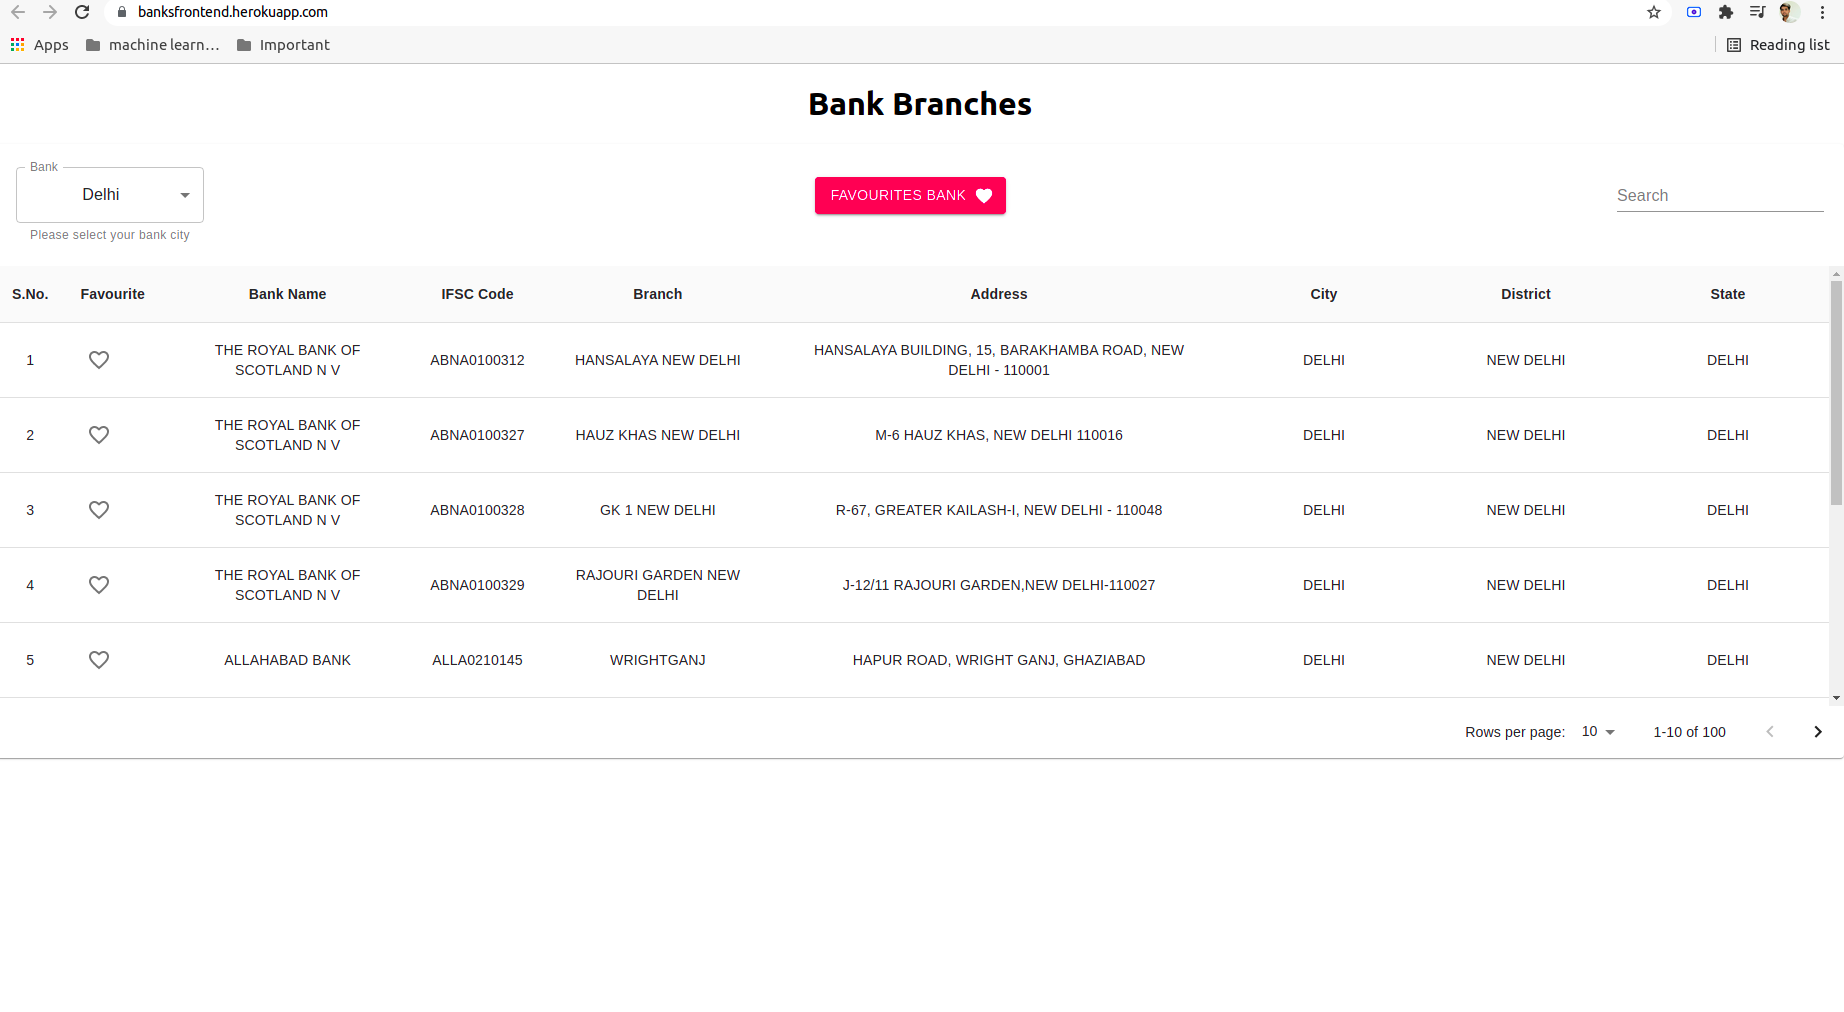 banksfrontend.herokuapp.com
Apps machine learn... Important Reading list
Bank Branches
Bank
Delhi
Please select your bank city
FAVOURITES BANK
Search
S.No. Favourite Bank Name IFSC Code Branch Address City District State
1 THE ROYAL BANK OF SCOTLAND N V ABNA0100312 HANSALAYA NEW DELHI HANSALAYA BUILDING, 15, BARAKHAMBA ROAD, NEW DELHI - 110001 DELHI NEW DELHI DELHI
2 THE ROYAL BANK OF SCOTLAND N V ABNA0100327 HAUZ KHAS NEW DELHI M-6 HAUZ KHAS, NEW DELHI 110016 DELHI NEW DELHI DELHI
3 THE ROYAL BANK OF SCOTLAND N V ABNA0100328 GK 1 NEW DELHI R-67, GREATER KAILASH-I, NEW DELHI - 110048 DELHI NEW DELHI DELHI
4 THE ROYAL BANK OF SCOTLAND N V ABNA0100329 RAJOURI GARDEN NEW DELHI J-12/11 RAJOURI GARDEN,NEW DELHI-110027 DELHI NEW DELHI DELHI
5 ALLAHABAD BANK ALLA0210145 WRIGHTGANJ HAPUR ROAD, WRIGHT GANJ, GHAZIABAD DELHI NEW DELHI DELHI
Rows per page: 10 1-10 of 100